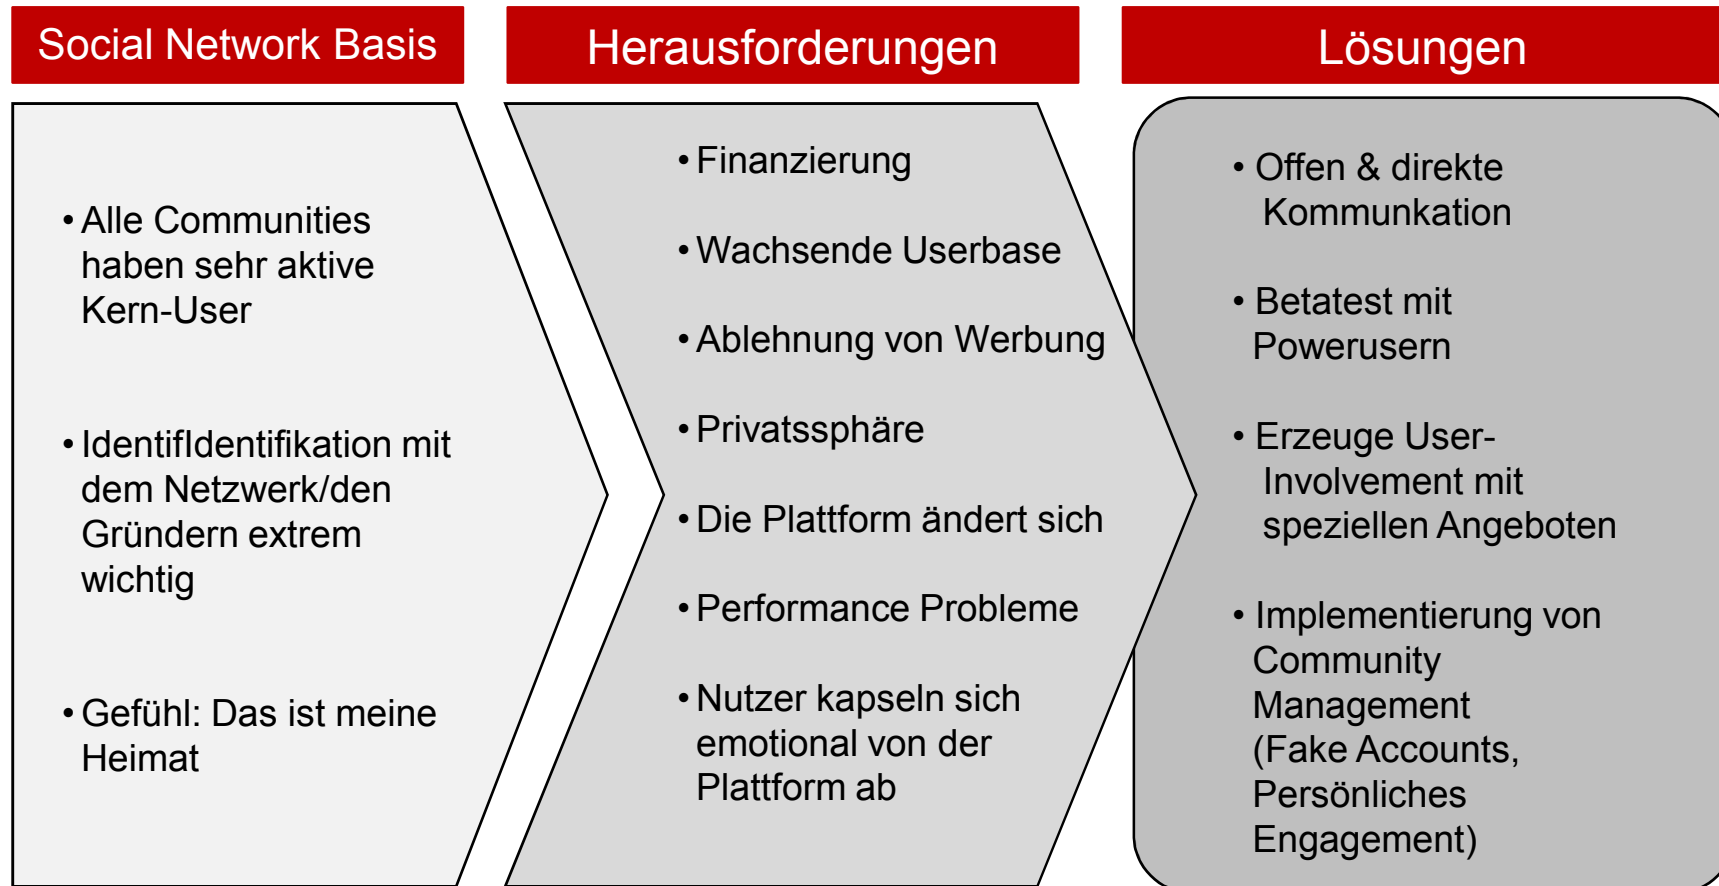 Social Network Basis
Herausforderungen
Lösungen
• Alle Communities
haben sehr aktive
Kern-User
• IdentifIdentifikation mit
dem Netzwerk/den
Gründern extrem
wichtig
• Gefühl: Das ist meine
Heimat
• Finanzierung
• Wachsende Userbase
• Ablehnung von Werbung
• Privatssphäre
• Die Plattform ändert sich
• Performance Probleme
• Nutzer kapseln sich
emotional von der
Plattform ab
• Offen & direkte
Kommunkation
• Betatest mit
Powerusern
• Erzeuge User-
Involvement mit
speziellen Angeboten
• Implementierung von
Community
Management
(Fake Accounts,
Persönliches
Engagement)